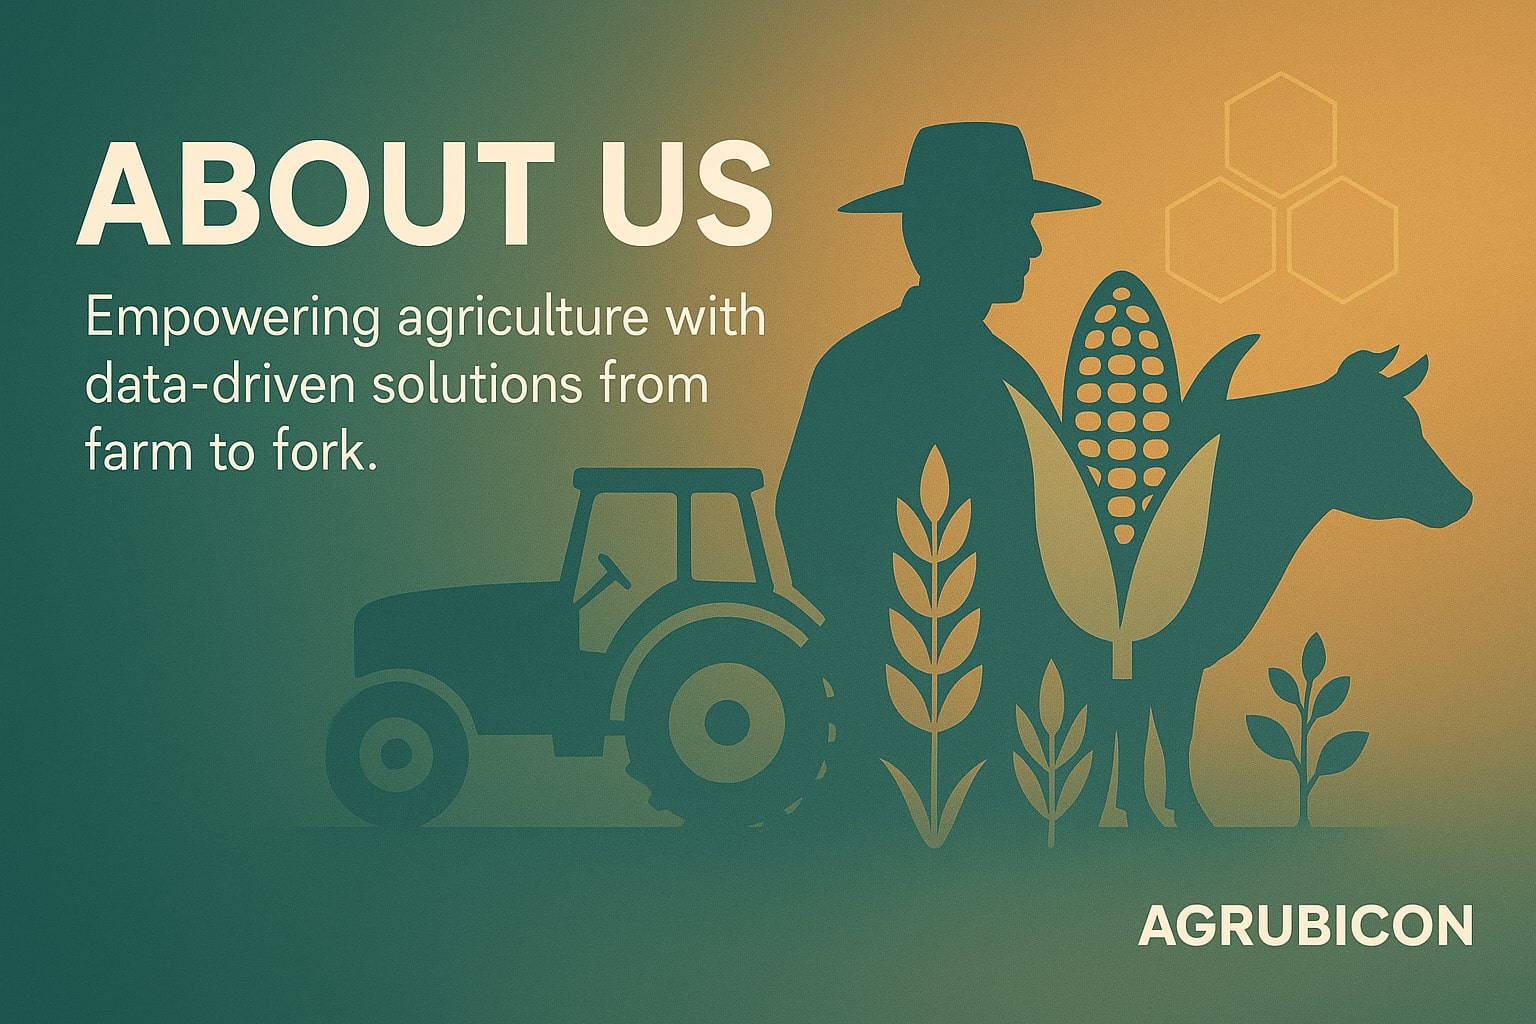 ABOUT US
Empowering agriculture with
data-driven solutions from
farm to fork.
AGRUBICON